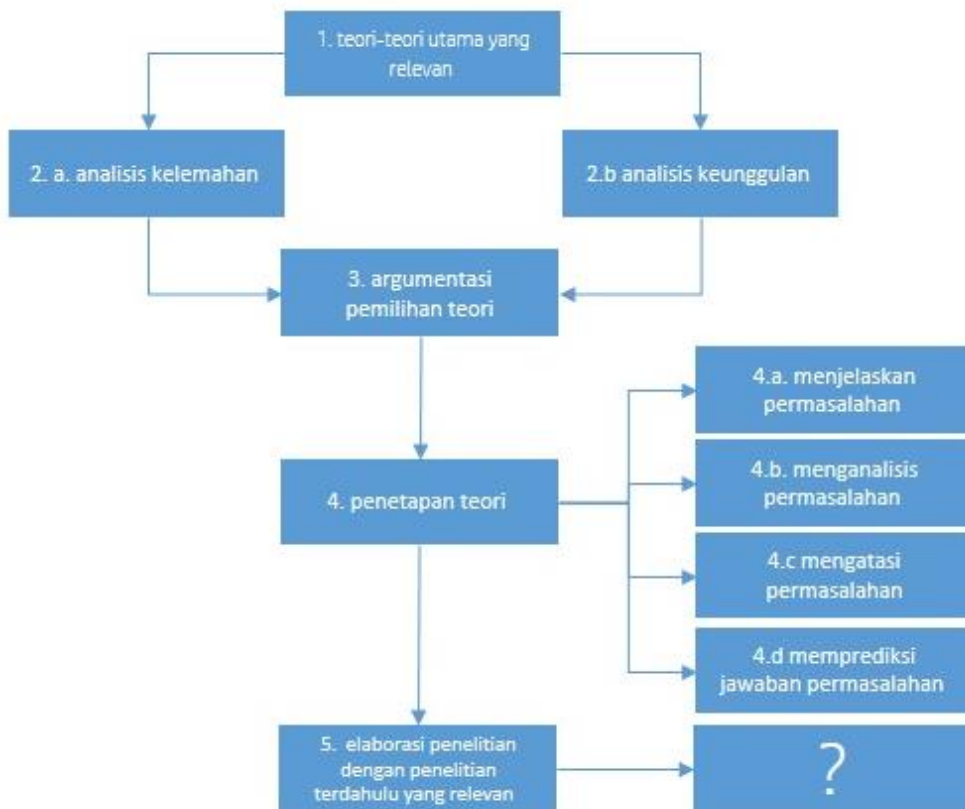 1. teori-teori utama yang
relevan
2. a. analisis kelemahan
2.b analisis keunggulan
3. argumentasi
pemilihan teori
4.a. menjelaskan
permasalahan
4.b. menganalisis
permasalahan
4. penetapan teori
4.c mengatasi
permasalahan
4.d memprediksi
jawaban permasalahan
5. elaborasi penelitian
dengan penelitian
terdahulu yang relevan
?